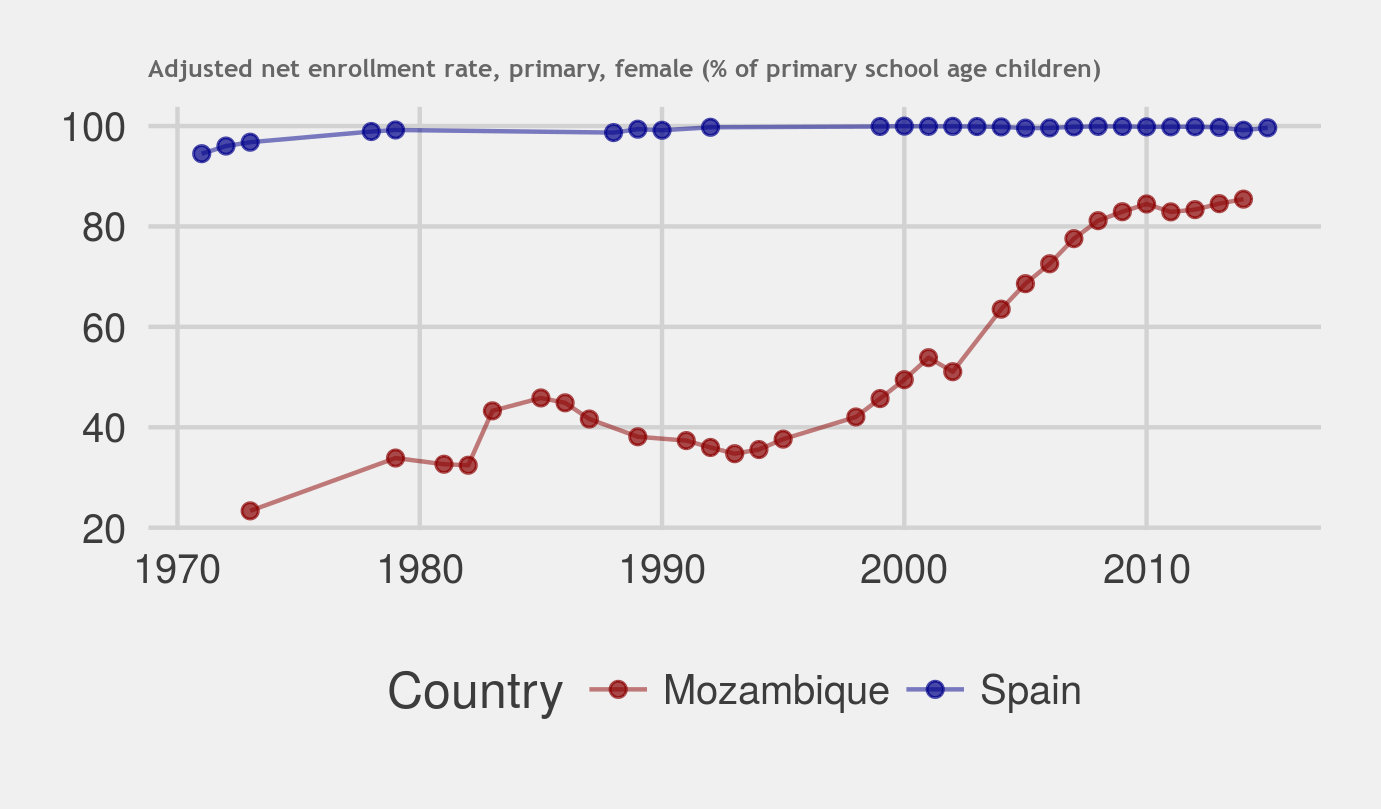 Adjusted net enrollment rate, primary, female (% of primary school age children)
100
80
60
40
20
1970 1980 1990 2000 2010
Country Mozambique Spain